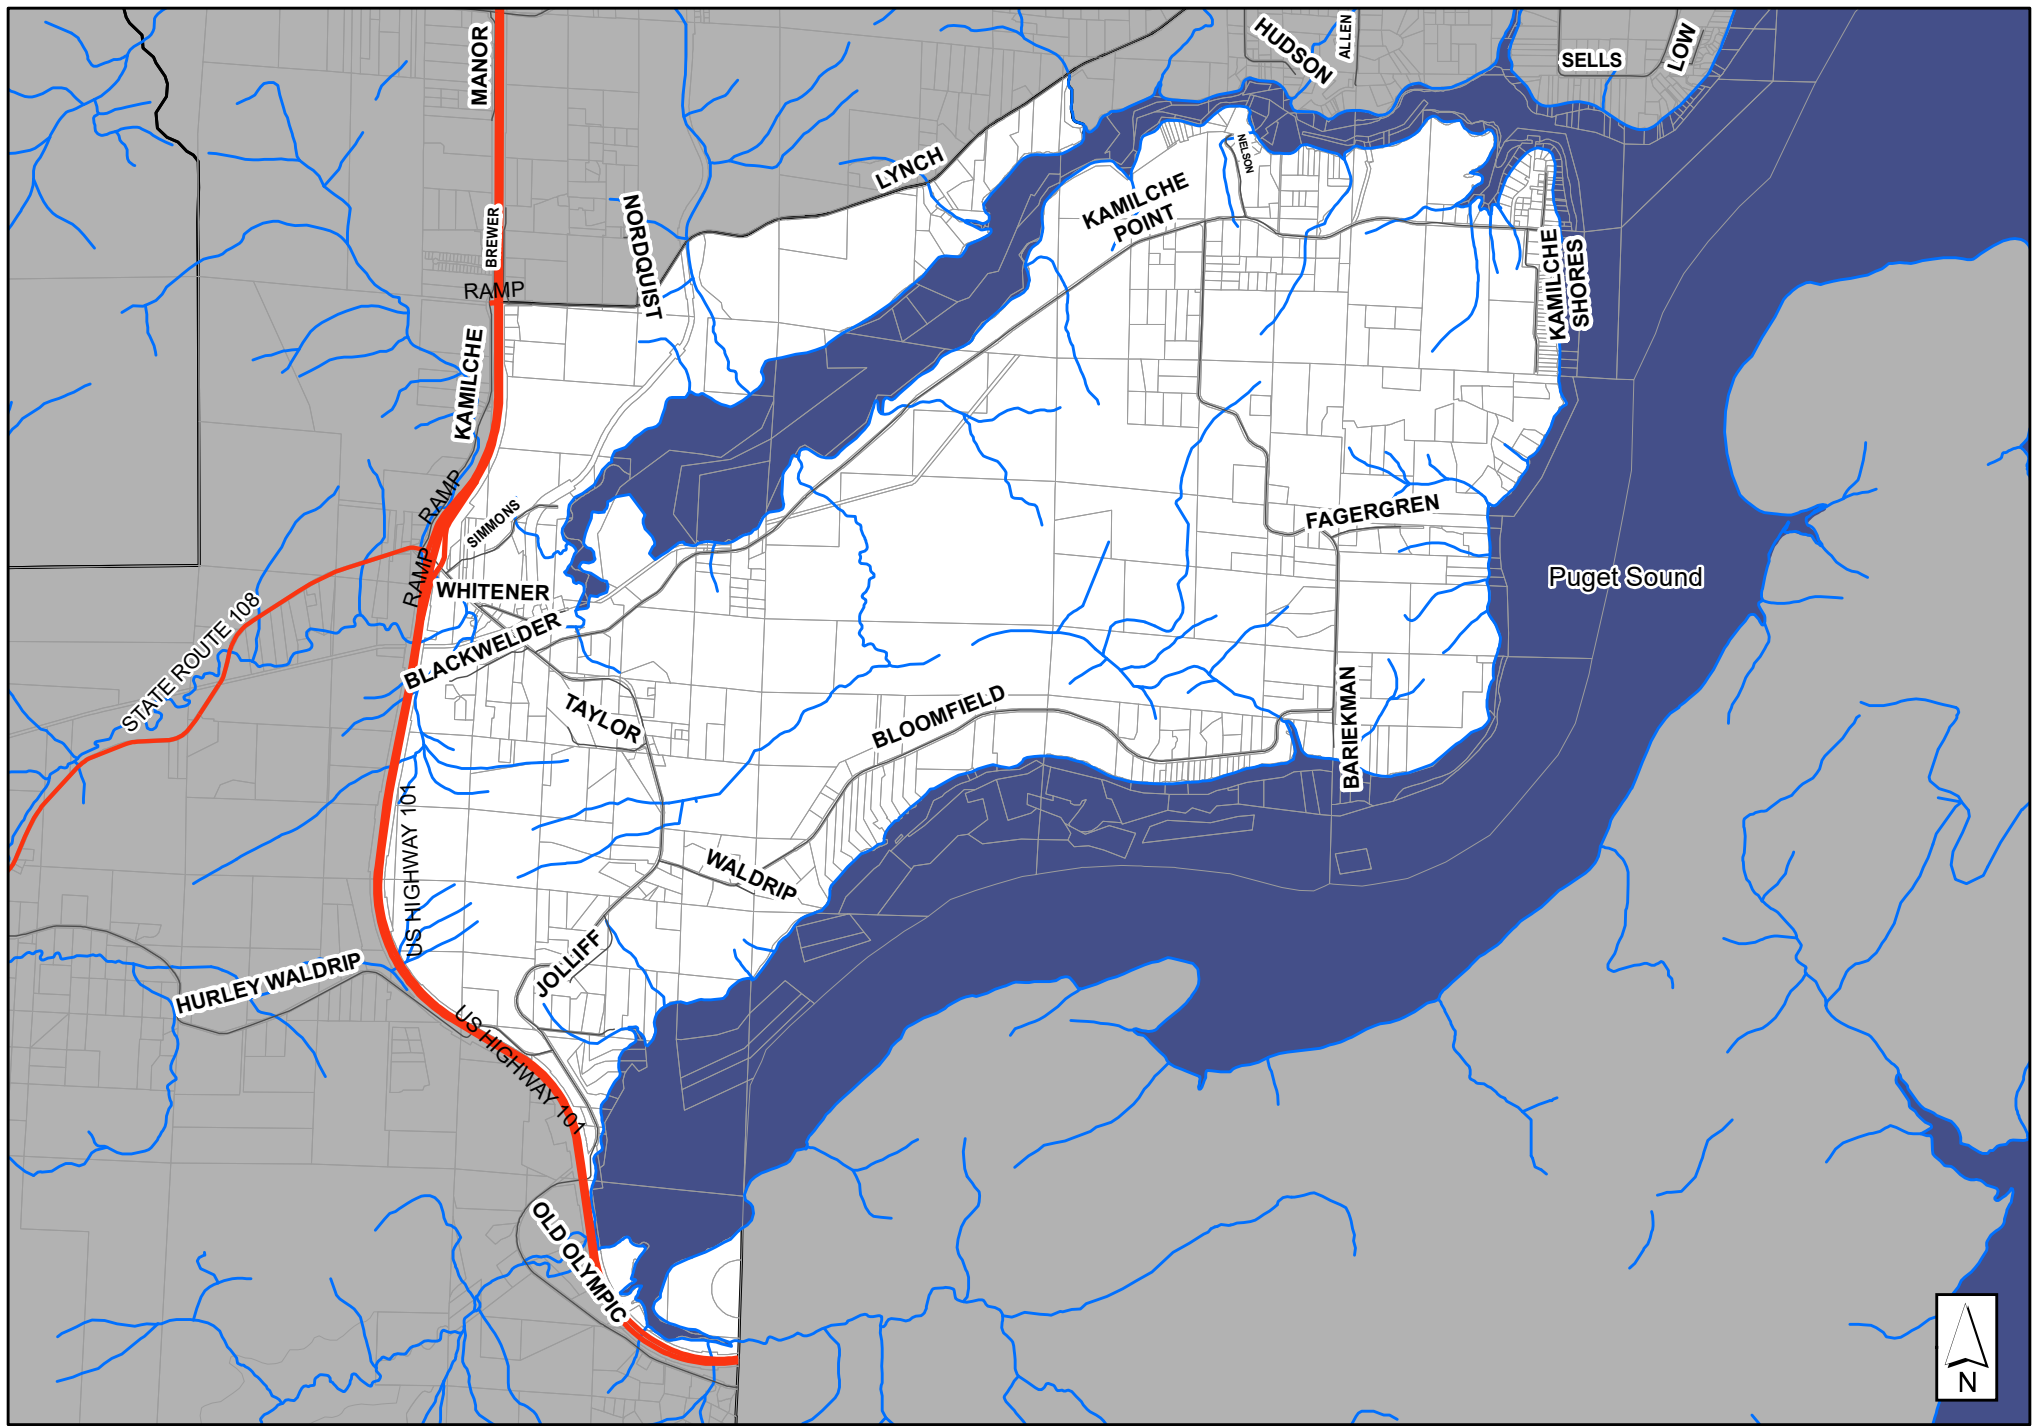 MANOR
HUDSON
ALLEN
SELLS
LOW
LYNCH
NELSON
KAMILCHE
POINT
NORDQUIST
BREWER
RAMP
KAMILCHE
SHORES
KAMILCHE
RAMP
SIMMONS
FAGERGREN
RAMP
WHITENER
Puget Sound
STATE ROUTE 108
BLACKWELDER
TAYLOR
BLOOMFIELD
BARIEKMAN
US HIGHWAY 101
WALDRIP
JOLLIFF
HURLEY WALDRIP
US HIGHWAY 101
OLD OLYMPIC
N